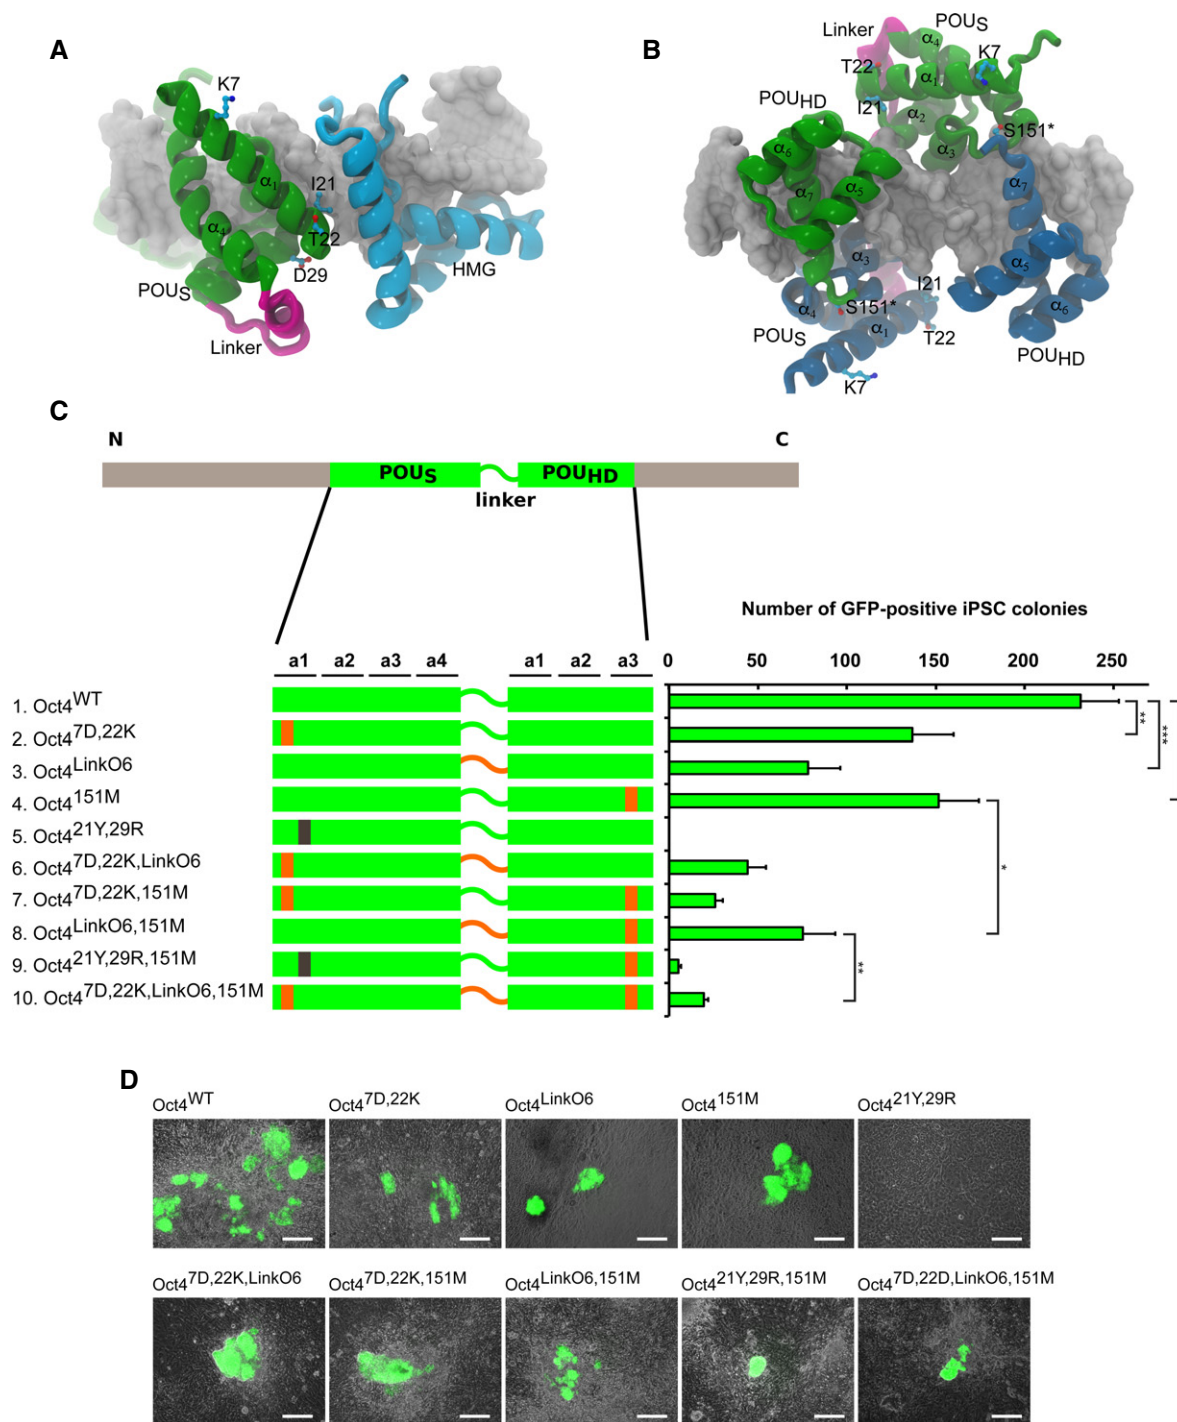 A
K7
α1
I21
T22
α4
D29
POUS
HMG
Linker
B
POUS
Linker
α4
K7
T22
α1
POUHD
I21
α2
S151*
α6
α3
α7
α5
α7
α3
α5
I21
S151*
α4
α6
POUS
α1
T22
POUHD
K7
C
N
C
POUS
POUHD
linker
Number of GFP-positive iPSC colonies
a1 a2 a3 a4 a1 a2 a3
0 50 100 150 200 250
1. Oct4WT
**
***
2. Oct47D,22K
3. Oct4LinkO6
4. Oct4151M
5. Oct421Y,29R
*
6. Oct47D,22K,LinkO6
7. Oct47D,22K,151M
8. Oct4LinkO6,151M
9. Oct421Y,29R,151M
**
10. Oct47D,22K,LinkO6,151M
D
Oct4WT Oct47D,22K Oct4LinkO6 Oct4151M Oct421Y,29R
Oct47D,22K,LinkO6 Oct47D,22K,151M Oct4LinkO6,151M Oct421Y,29R,151M Oct47D,22D,LinkO6,151M